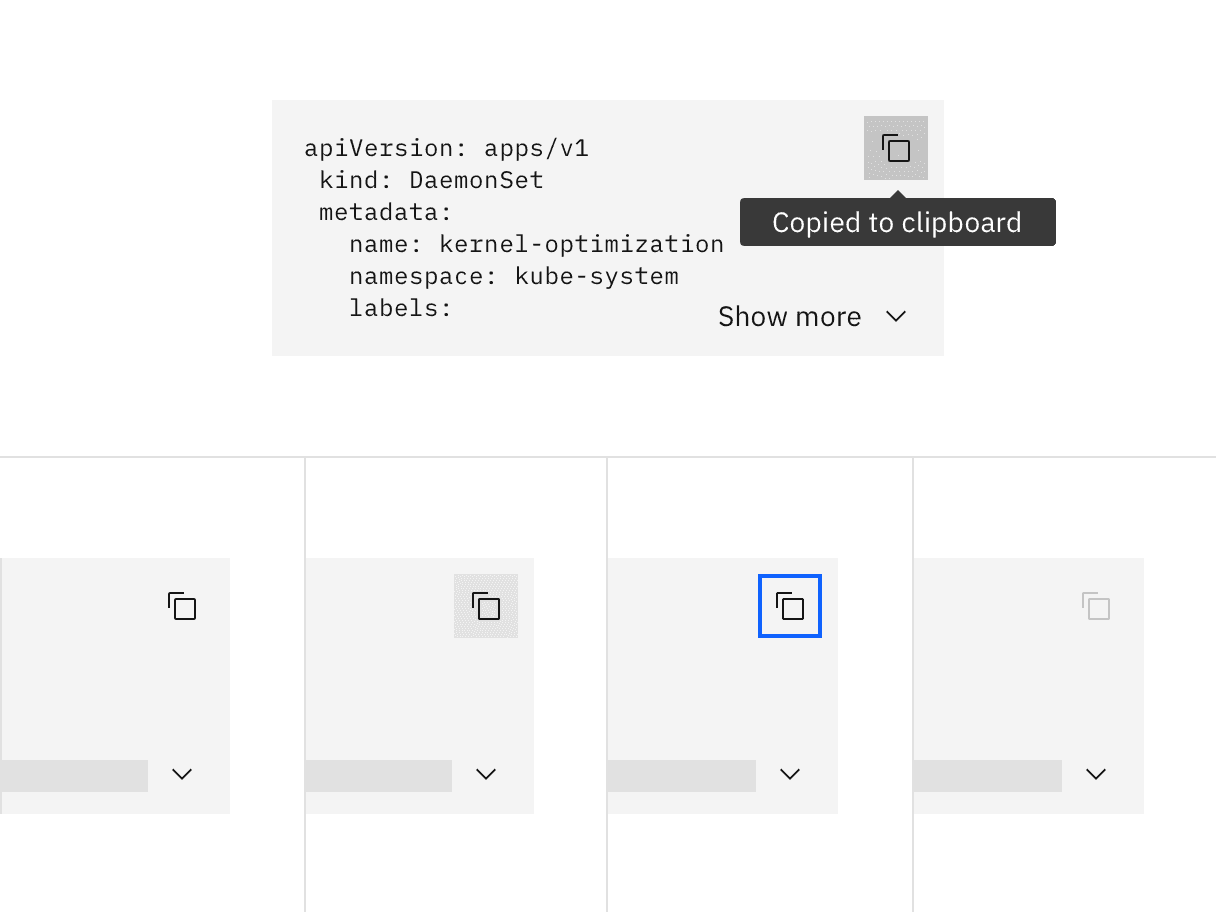 apiVersion: apps/v1
kind: DaemonSet
metadata:
Copied to clipboard
name: kernel-optimization
namespace: kube-system
labels:
Show more